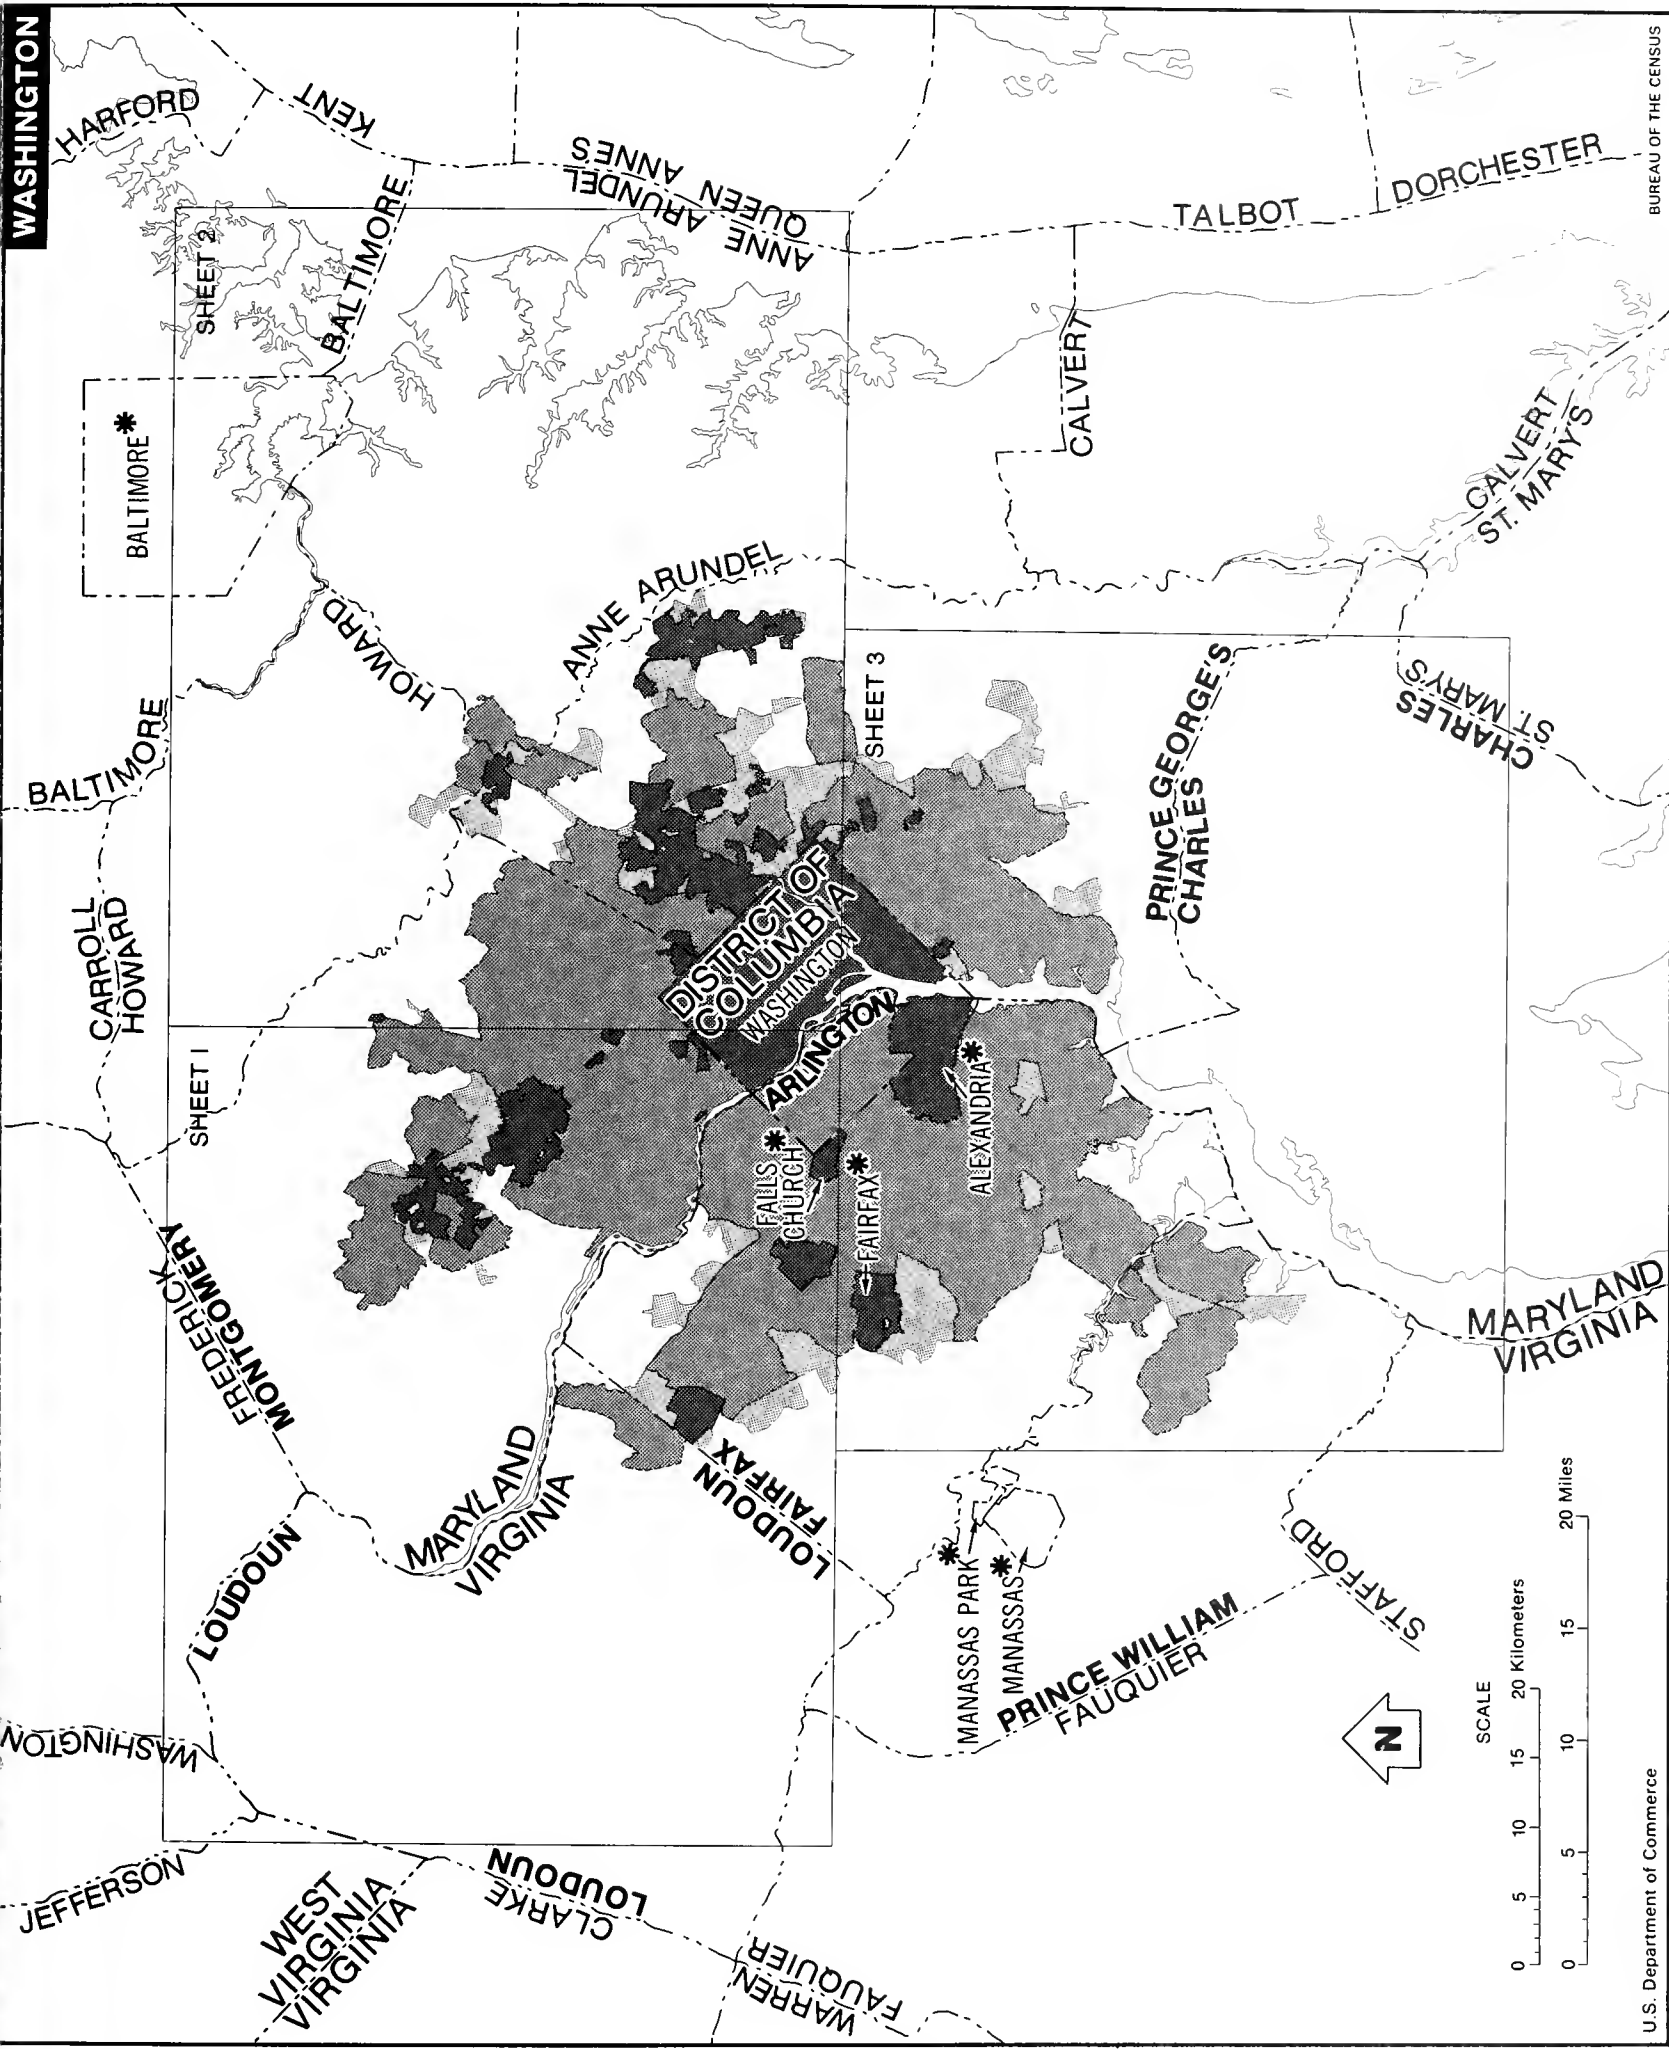 WASHINGTON
HARFORD
KENT
BALTIMORE
ANNE ARUNDEL
QUEEN ANNES
TALBOT
DORCHESTER
SHEET 2
BALTIMORE
CALVERT
CALVERT
ST. MARY'S
HOWARD
ANNE ARUNDEL
BALTIMORE
CARROLL
HOWARD
SHEET 3
PRINCE GEORGE'S
CHARLES
CHARLES
ST. MARY'S
DISTRICT OF
COLUMBIA
WASHINGTON
ARLINGTON
SHEET 1
FREDERICK
MONTGOMERY
FALLS
CHURCH
FAIRFAX
ALEXANDRIA
MARYLAND
VIRGINIA
MARYLAND
VIRGINIA
LOUDOUN
FAIRFAX
LOUDOUN
MANASSAS PARK
MANASSAS
PRINCE WILLIAM
FAUQUIER
STAFFORD
WASHINGTON
JEFFERSON
WEST
VIRGINIA
VIRGINIA
CLARKE
LOUDOUN
WARREN
FAUQUIER
N
SCALE
0 5 10 15 20 Kilometers
0 5 10 15 20 Miles
U.S. Department of Commerce
BUREAU OF THE CENSUS